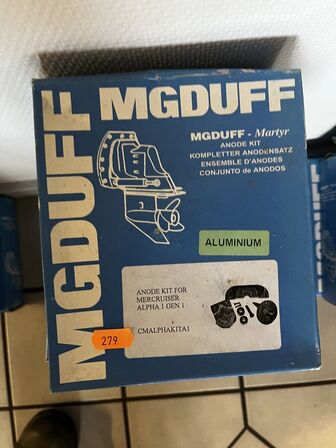 MGDUFF
MGDUFF
MGDUFF - Martyr
ANODE KIT
KOMPLETTER ANODENSATZ
ENSEMBLE D'ANODES
CONJUNTO de ANODOS
ALUMINIUM
ANODE KIT FOR
MERCRUISER
ALPHA 1 GEN 1
CMALPHAKITA1
279.